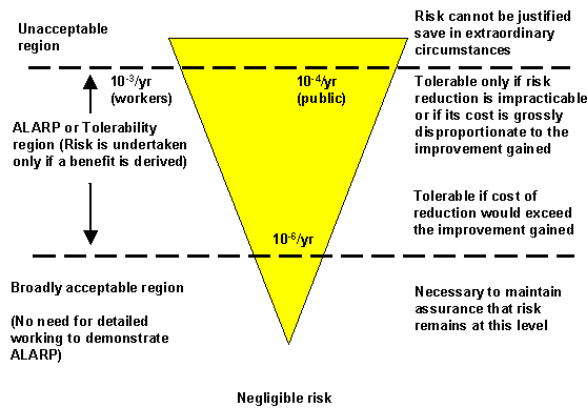 Unacceptable
region
Risk cannot be justified
save in extraordinary
circumstances
10-3/yr
(workers)
10-4/yr
(public)
ALARP or Tolerability
region (Risk is undertaken
only if a benefit is derived)
Tolerable only if risk
reduction is impracticable
or if its cost is grossly
disproportionate to the
improvement gained
Tolerable if cost of
reduction would exceed
the improvement gained
10-6/yr
Broadly acceptable region
(No need for detailed
working to demonstrate
ALARP)
Necessary to maintain
assurance that risk
remains at this level
Negligible risk